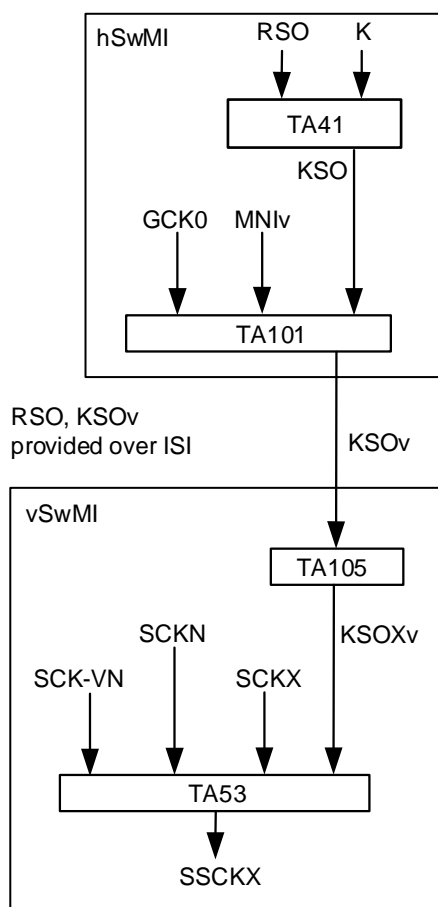 hSwMI
RSO K
TA41
KSO
GCK0 MNIv
TA101
RSO, KSOv
provided over ISI
KSOv
vSwMI
TA105
KSOXv
SCKN
SCK-VN
SCKX
TA53
SSCKX